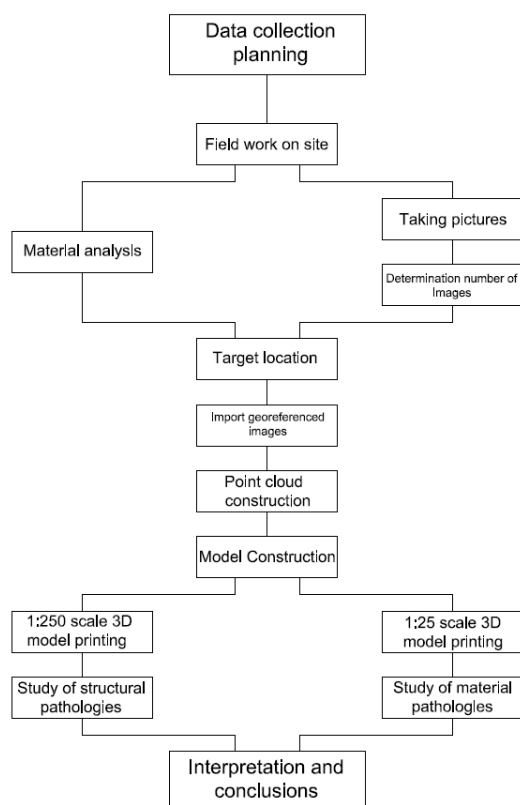 Data collection
planning
Field work on site
Material analysis
Taking pictures
Determination number of
Images
Target location
Import georeferenced
images
Point cloud
construction
Model Construction
1:250 scale 3D
model printing
1:25 scale 3D
model printing
Study of structural
pathologies
Study of material
pathologies
Interpretation and
conclusions